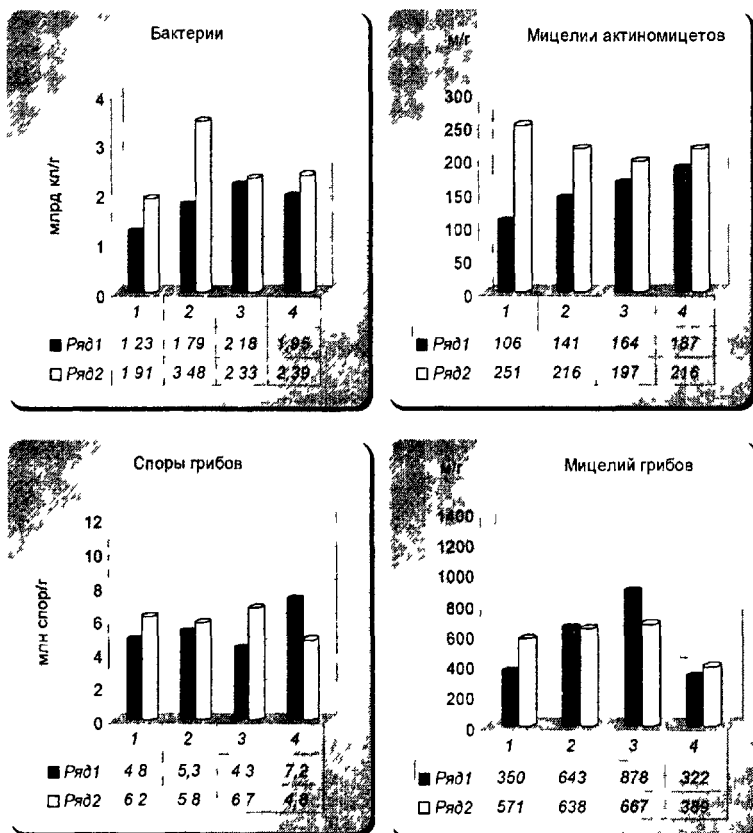 Бактерии
млрд кл/г
4
3
2
1
0
1 2 3 4
Ряд1 1 23 1 79 2 18 1,95
Ряд2 1 91 3 48 2 33 2,39
Мицелии актиномицетов
м/г
300
250
200
150
100
50
0
1 2 3 4
Ряд1 106 141 164 187
Ряд2 251 216 197 216
Споры грибов
млн спор/г
12
10
8
6
4
2
0
1 2 3 4
Ряд1 4 8 5,3 4 3 7,2
Ряд2 6 2 5 8 6 7 4,8
Мицелий грибов
м/г
1400
1200
1000
800
600
400
200
0
1 2 3 4
Ряд1 350 643 878 322
Ряд2 571 638 667 389